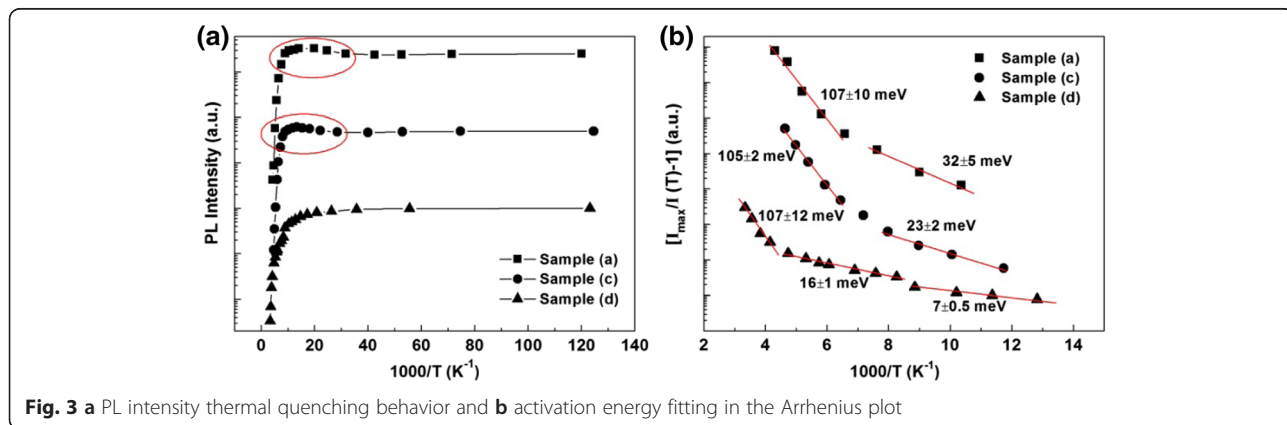 (a)
PL Intensity (a.u.)
Sample (a)
Sample (c)
Sample (d)
0 20 40 60 80 100 120 140
1000/T (K-1)
(b)
[Imax/I (T)-1] (a.u.)
Sample (a)
Sample (c)
Sample (d)
107±10 meV
105±2 meV
32±5 meV
107±12 meV
23±2 meV
16±1 meV
7±0.5 meV
2 4 6 8 10 12 14
1000/T (K-1)
Fig. 3 a PL intensity thermal quenching behavior and b activation energy fitting in the Arrhenius plot